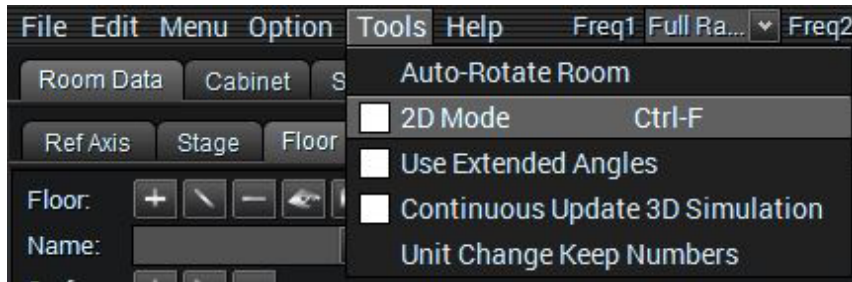 File Edit Menu Option Tools Help Freq1 Full Ra... Freq2
Room Data Cabinet S
Auto-Rotate Room
2D Mode Ctrl-F
Ref Axis Stage Floor
Use Extended Angles
Floor:
Continuous Update 3D Simulation
Name:
Unit Change Keep Numbers